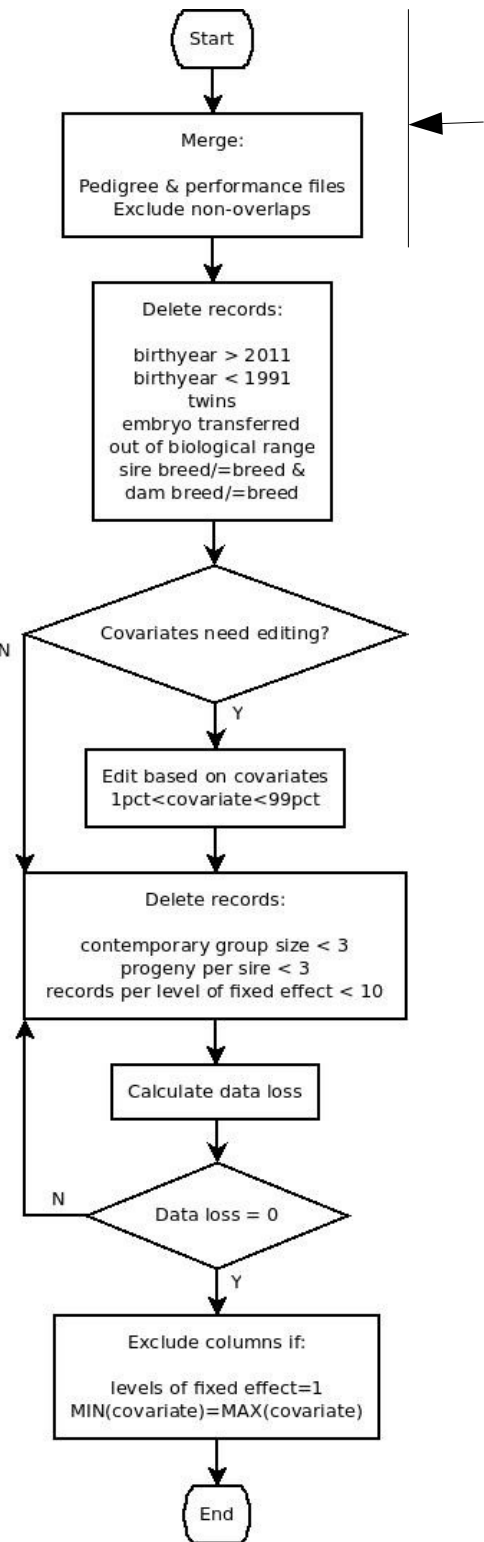 Start
Merge:
Pedigree & performance files
Exclude non-overlaps
Delete records:
birthyear > 2011
birthyear < 1991
twins
embryo transferred
out of biological range
sire breed/=breed &
dam breed/=breed
Covariates need editing?
N
Y
Edit based on covariates
1pct<covariate<99pct
Delete records:
contemporary group size < 3
progeny per sire < 3
records per level of fixed effect < 10
Calculate data loss
N
Data loss = 0
Y
Exclude columns if:
levels of fixed effect=1
MIN(covariate)=MAX(covariate)
End